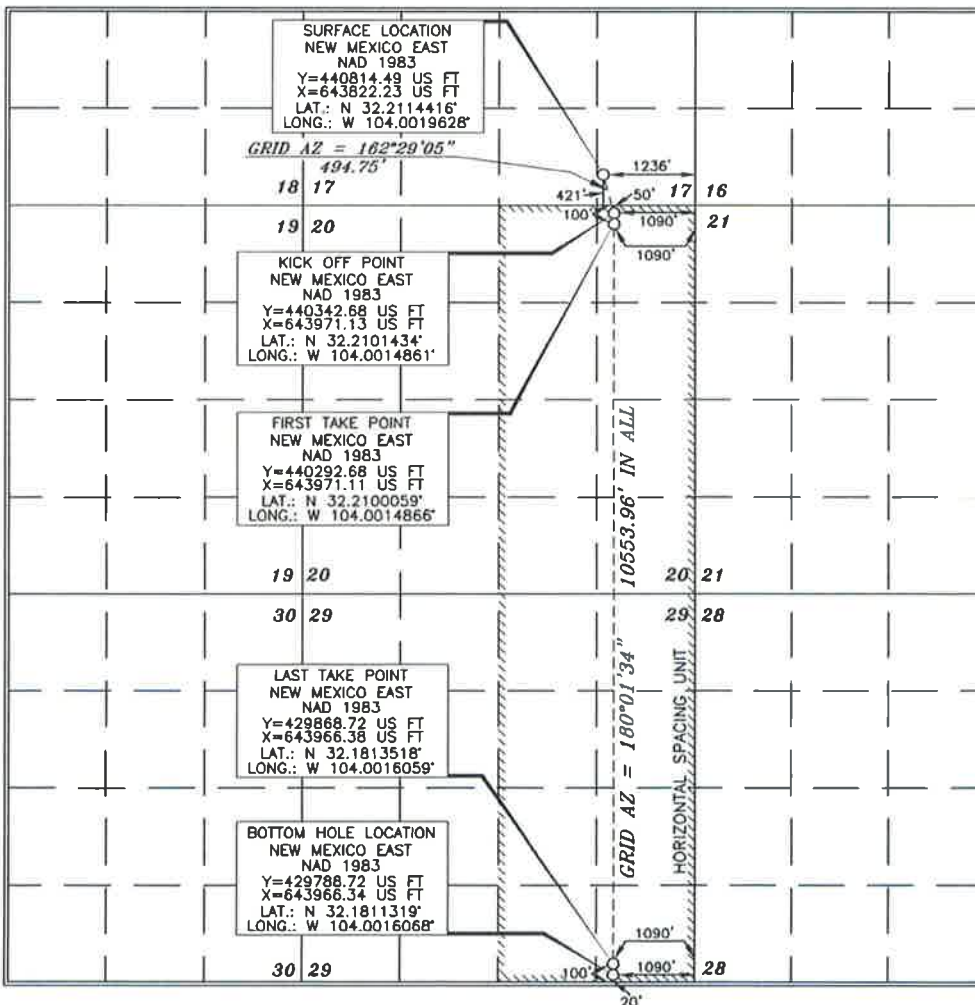 SURFACE LOCATION
NEW MEXICO EAST
NAD 1983
Y=440814.49 US FT
X=643822.23 US FT
LAT.: N 32.2114416°
LONG.: W 104.0019628°
GRID AZ = 162°29'05"
494.75'
1236'
18 17
421'
50'
17 16
19 20
100'
1090'
21
1090'
KICK OFF POINT
NEW MEXICO EAST
NAD 1983
Y=440342.68 US FT
X=643971.13 US FT
LAT.: N 32.2101434°
LONG.: W 104.0014861°
FIRST TAKE POINT
NEW MEXICO EAST
NAD 1983
Y=440292.68 US FT
X=643971.11 US FT
LAT.: N 32.2100059°
LONG.: W 104.0014866°
10553.96' IN ALL
19 20
20 21
30 29
29 28
GRID AZ = 180°01'34"
HORIZONTAL SPACING UNIT
LAST TAKE POINT
NEW MEXICO EAST
NAD 1983
Y=429868.72 US FT
X=643966.38 US FT
LAT.: N 32.1813518°
LONG.: W 104.0016059°
BOTTOM HOLE LOCATION
NEW MEXICO EAST
NAD 1983
Y=429788.72 US FT
X=643966.34 US FT
LAT.: N 32.1811319°
LONG.: W 104.0016068°
1090'
30 29
100'
1090'
28
20'